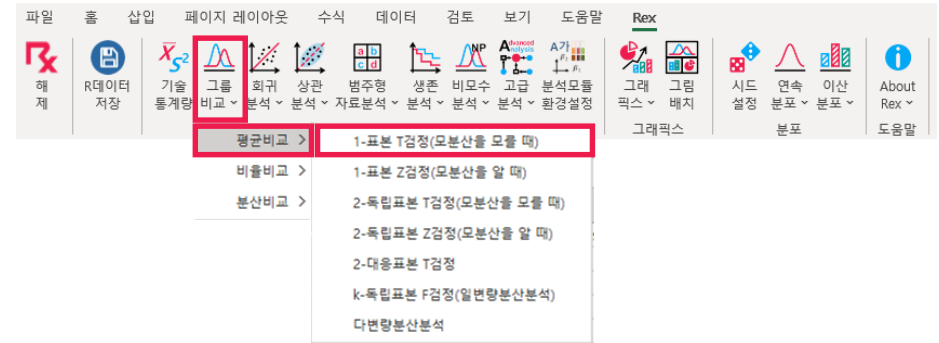 파일 홈 삽입 페이지 레이아웃 수식 데이터 검토 보기 도움말 Rex
해제
R데이터 저장
기술 통계량
그룹 비교
회귀 분석
상관 분석
a b c d
범주형 자료분석
생존 분석
NP
비모수 분석
Advanced Analysis
고급 분석
분석모듈 환경설정
그래픽스
그림 배치
시드 설정
연속 분포
이산 분포
About Rex
그래픽스 분포 도움말
평균비교
비율비교
분산비교
1-표본 T검정(모분산을 모를 때)
1-표본 Z검정(모분산을 알 때)
2-독립표본 T검정(모분산을 모를 때)
2-독립표본 Z검정(모분산을 알 때)
2-대응표본 T검정
k-독립표본 F검정(일변량분산분석)
다변량분산분석